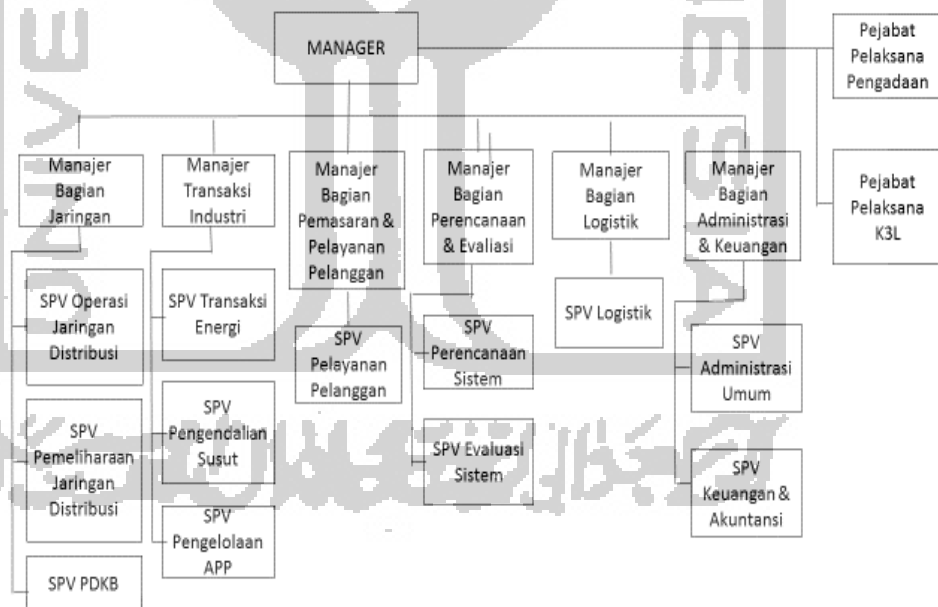 MANAGER
Pejabat
Pelaksana
Pengadaan
Manajer
Bagian
Jaringan
Manajer
Transaksi
Industri
Manajer
Bagian
Pemasaran &
Pelayanan
Pelanggan
Manajer
Bagian
Perencanaan
& Evaliasi
Manajer
Bagian
Logistik
Manajer
Bagian
Administrasi
& Keuangan
Pejabat
Pelaksana
K3L
SPV Operasi
Jaringan
Distribusi
SPV Transaksi
Energi
SPV
Pelayanan
Pelanggan
SPV
Perencanaan
Sistem
SPV Logistik
SPV
Administrasi
Umum
SPV
Pemeliharaan
Jaringan
Distribusi
SPV
Pengendalian
Susut
SPV Evaluasi
Sistem
SPV
Keuangan &
Akuntansi
SPV
Pengelolaan
APP
SPV PDKB